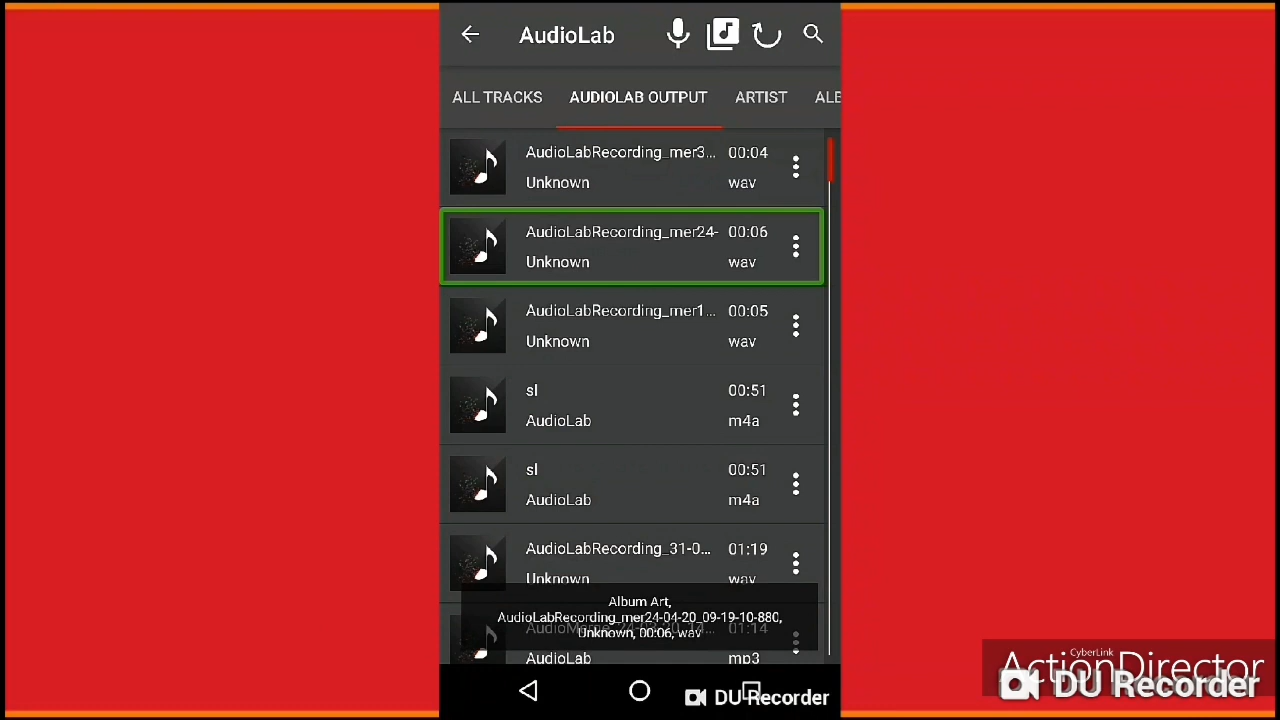 AudioLab
ALL TRACKS
AUDIOLAB OUTPUT
ARTIST
ALB
AudioLabRecording_mer3... 00:04
Unknown wav
AudioLabRecording_mer24- 00:06
Unknown wav
AudioLabRecording_mer1... 00:05
Unknown wav
sl 00:51
AudioLab m4a
sl 00:51
AudioLab m4a
AudioLabRecording_31-0... 01:19
Unknown wav
Album Art,
AudioLabRecording_mer24-04-20_09-19-10-880,
Unknown, 00:06, wav
01:14
AudioLab mp3
DU Recorder
CyberLink
ActionDirector
DU Recorder